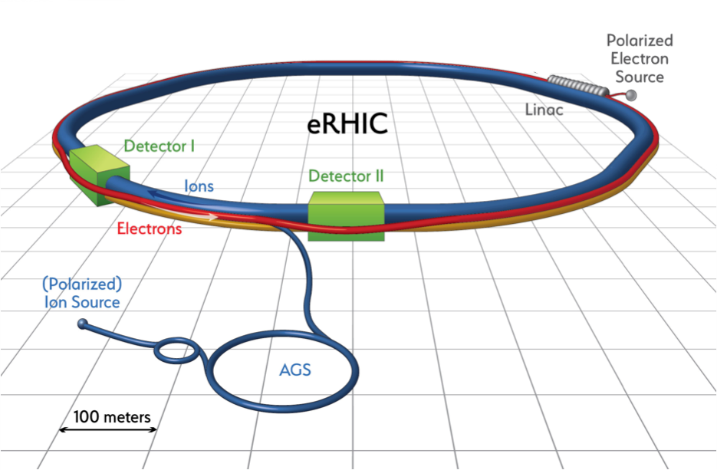 Polarized
Electron
Source
Linac
eRHIC
Detector I
Ions
Detector II
Electrons
(Polarized)
Ion Source
AGS
100 meters